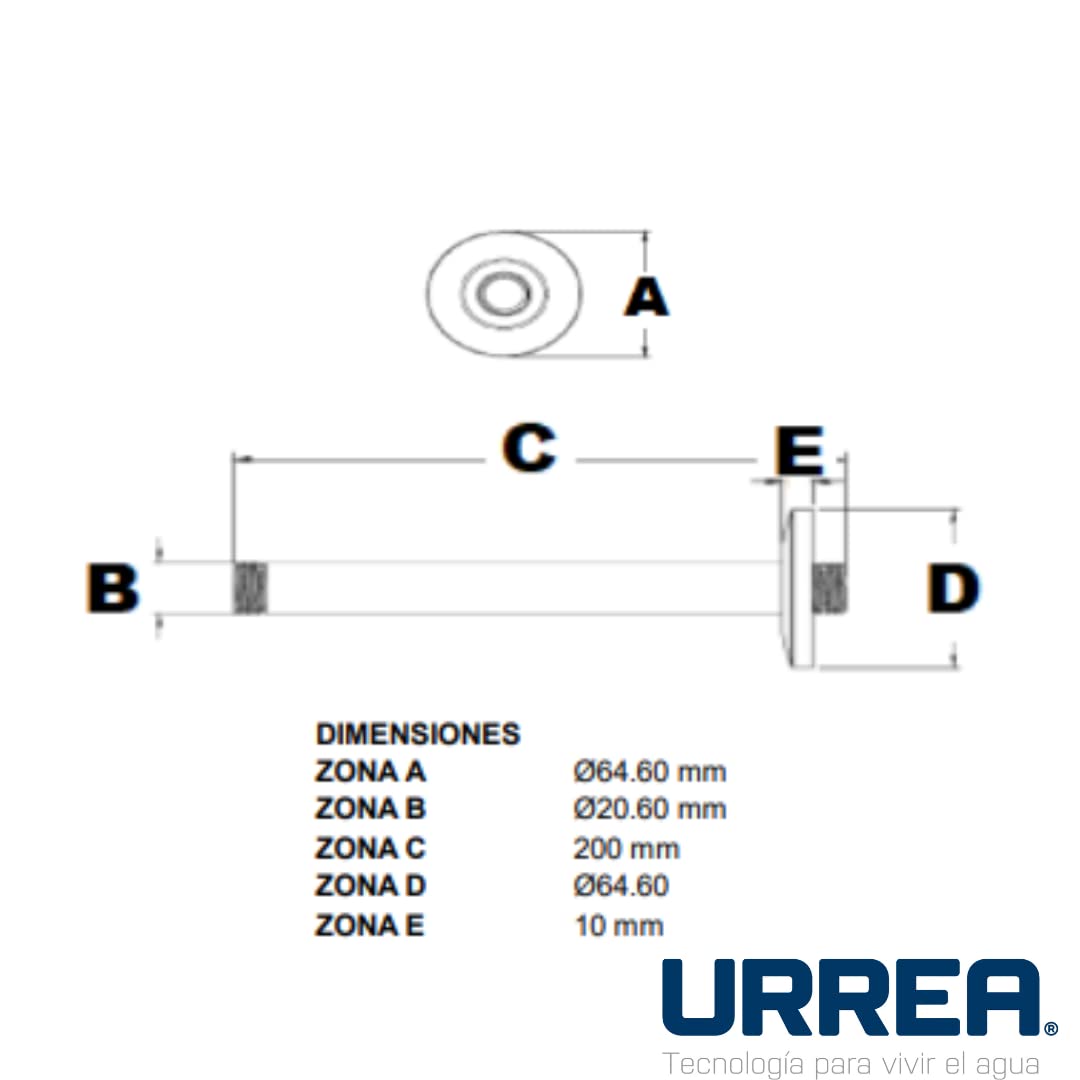 A
C
E
B
D
DIMENSIONES
ZONA A Ø64.60 mm
ZONA B Ø20.60 mm
ZONA C 200 mm
ZONA D Ø64.60
ZONA E 10 mm
URREA®
Tecnología para vivir el agua